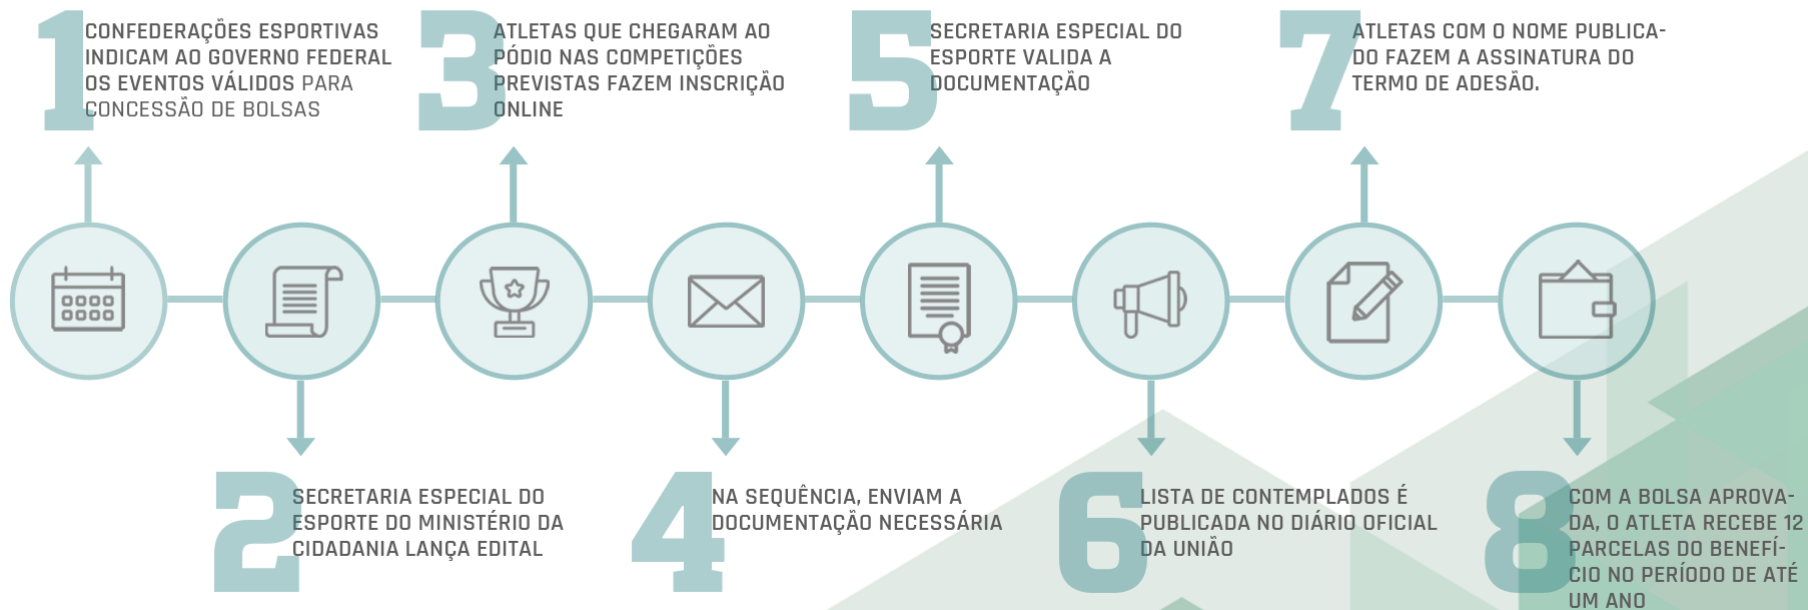 1
CONFEDERAÇÕES ESPORTIVAS
INDICAM AO GOVERNO FEDERAL
OS EVENTOS VÁLIDOS PARA
CONCESSÃO DE BOLSAS
2
SECRETARIA ESPECIAL DO
ESPORTE DO MINISTÉRIO DA
CIDADANIA LANÇA EDITAL
3
ATLETAS QUE CHEGARAM AO
PÓDIO NAS COMPETIÇÕES
PREVISTAS FAZEM INSCRIÇÃO
ONLINE
4
NA SEQUÊNCIA, ENVIAM A
DOCUMENTAÇÃO NECESSÁRIA
5
SECRETARIA ESPECIAL DO
ESPORTE VALIDA A
DOCUMENTAÇÃO
6
LISTA DE CONTEMPLADOS É
PUBLICADA NO DIÁRIO OFICIAL
DA UNIÃO
7
ATLETAS COM O NOME PUBLICA-
DO FAZEM A ASSINATURA DO
TERMO DE ADESÃO.
8
COM A BOLSA APROVA-
DA, O ATLETA RECEBE 12
PARCELAS DO BENEFÍ-
CIO NO PERÍODO DE ATÉ
UM ANO